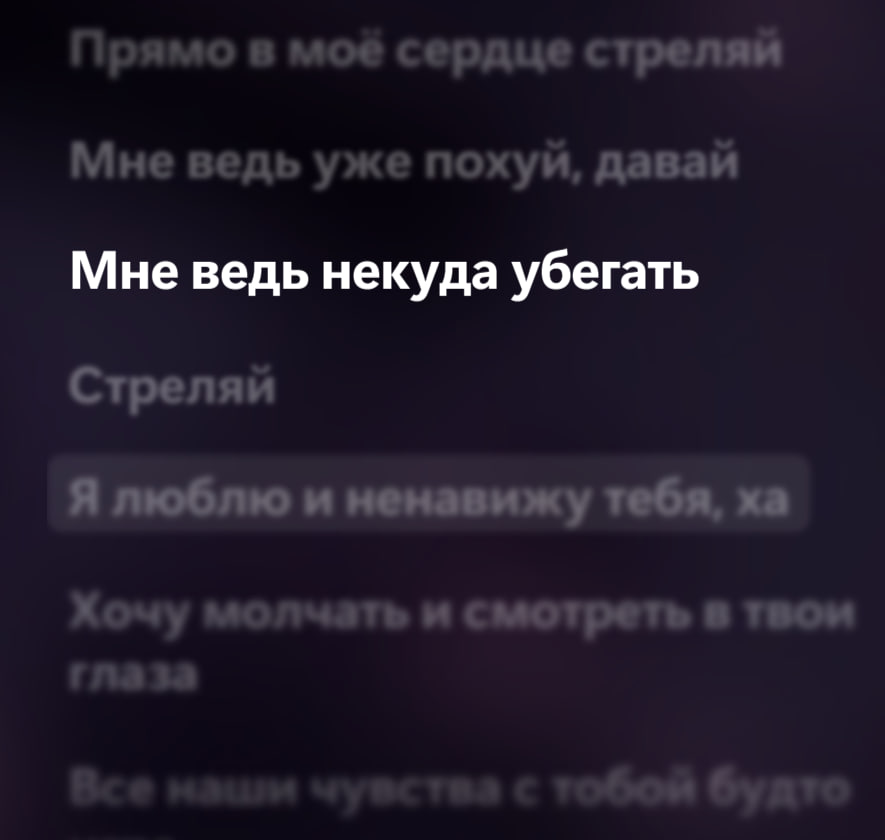 Прямо в моё сердце стреляй
Мне ведь уже похуй, давай
Мне ведь некуда убегать
Стреляй
Я люблю и ненавижу тебя, ха
Хочу молчать и смотреть в твои
глаза
Все наши чувства с тобой будто